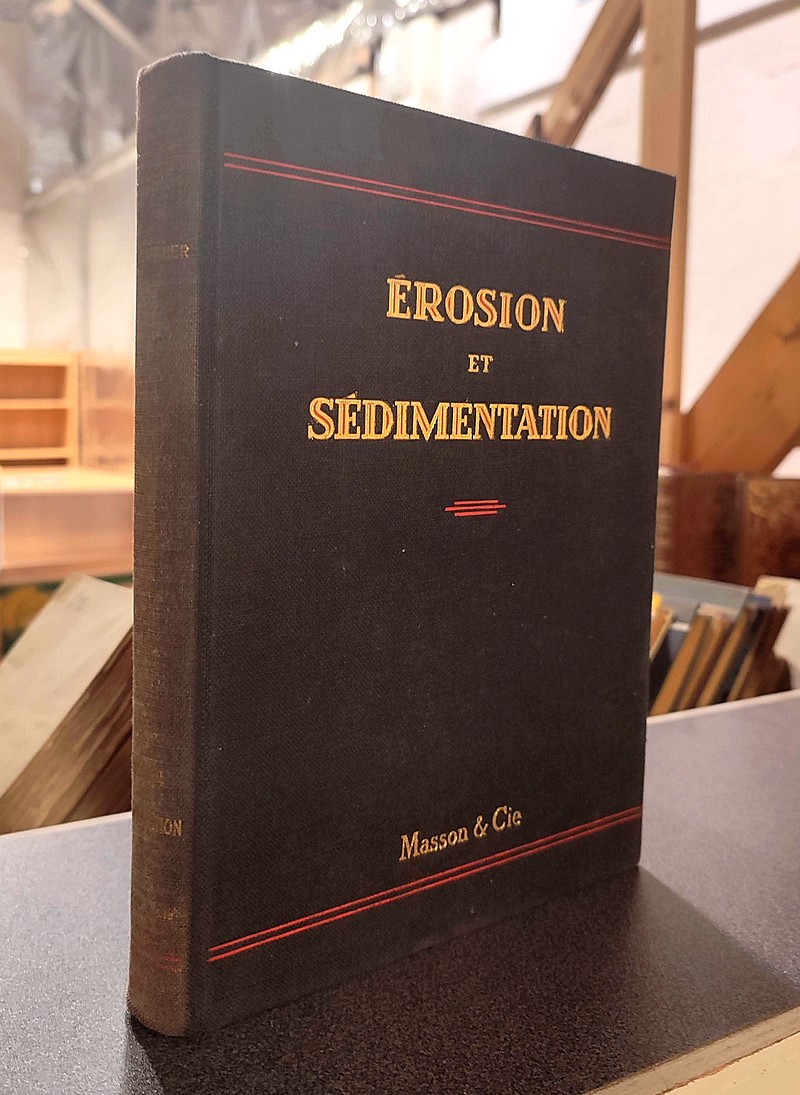 ÉROSION
ET
SÉDIMENTATION
Masson & Cie